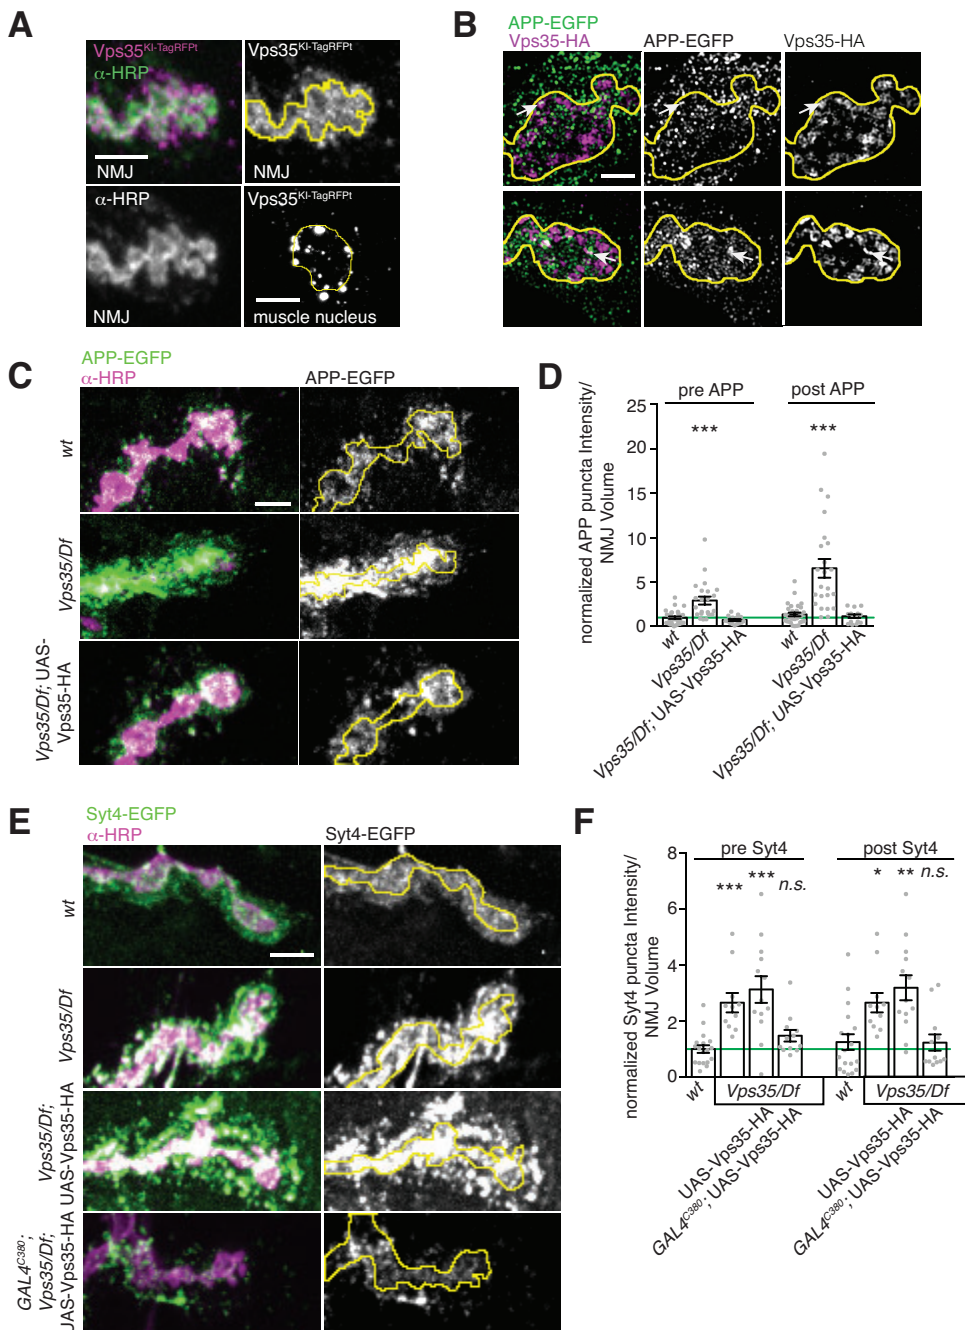 A
Vps35KI-TagRFPt
α-HRP
NMJ
Vps35KI-TagRFPt
NMJ
α-HRP
NMJ
Vps35KI-TagRFPt
muscle nucleus
B
APP-EGFP
Vps35-HA
APP-EGFP
Vps35-HA
C
APP-EGFP
α-HRP
APP-EGFP
wt
Vps35/Df
Vps35/Df; UAS-
Vps35-HA
D
pre APP
post APP
normalized APP puncta Intensity/
NMJ Volume
25
20
15
10
5
0
***
***
wt
Vps35/Df
Vps35/Df; UAS-Vps35-HA
wt
Vps35/Df
Vps35/Df; UAS-Vps35-HA
E
Syt4-EGFP
α-HRP
Syt4-EGFP
wt
Vps35/Df
Vps35/Df;
UAS-Vps35-HA
GAL4C380;
Vps35/Df;
UAS-Vps35-HA
F
pre Syt4
post Syt4
normalized Syt4 puncta Intensity/
NMJ Volume
8
6
4
2
0
***
***
n.s.
*
**
n.s.
wt
Vps35/Df
UAS-Vps35-HA
GAL4C380; UAS-Vps35-HA
wt
Vps35/Df
UAS-Vps35-HA
GAL4C380; UAS-Vps35-HA